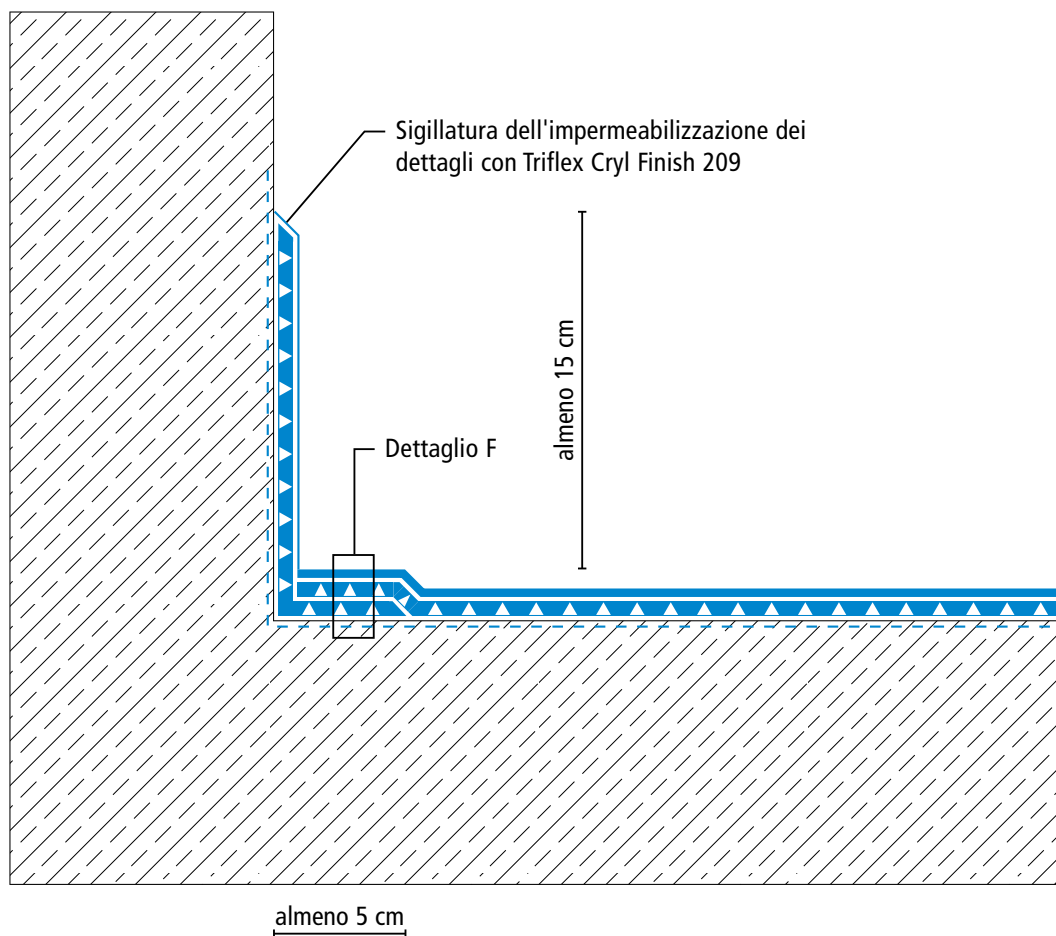 Sigillatura dell'impermeabilizzazione dei
dettagli con Triflex Cryl Finish 209
almeno 15 cm
Dettaglio F
almeno 5 cm